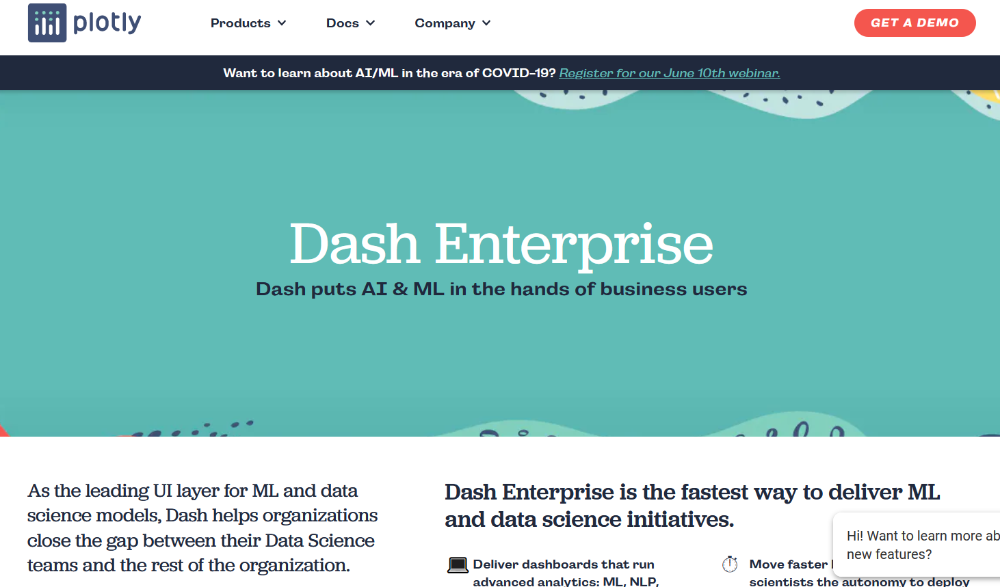 plotly
Products
Docs
Company
GET A DEMO
Want to learn about AI/ML in the era of COVID-19? Register for our June 10th webinar.
Dash Enterprise
Dash puts AI & ML in the hands of business users
As the leading UI layer for ML and data
science models, Dash helps organizations
close the gap between their Data Science
teams and the rest of the organization.
Dash Enterprise is the fastest way to deliver ML
and data science initiatives.
Deliver dashboards that run
advanced analytics: ML, NLP,
Move faster
scientists the autonomy to deploy
Hi! Want to learn more
new features?